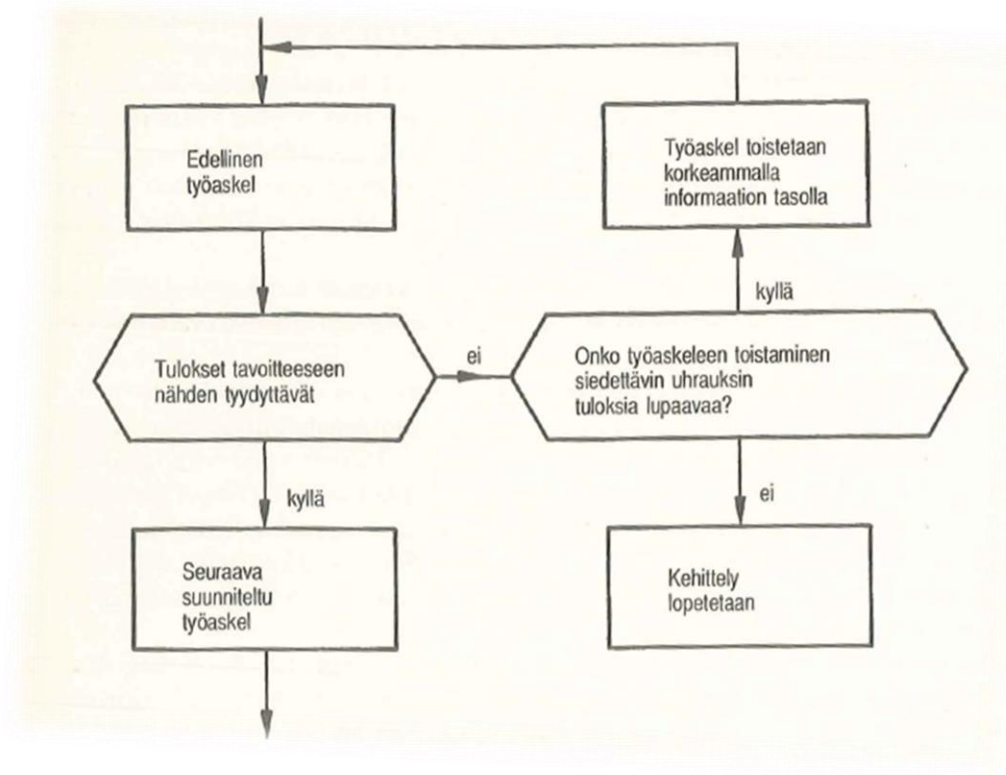 Edellinen
työaskel
Työaskel toistetaan
korkeammalla
informaation tasolla
kyllä
Tulokset tavoitteeseen
nähden tyydyttävät
ei
Onko työaskeleen toistaminen
siedettävin uhrauksin
tuloksia lupaavaa?
kyllä
ei
Seuraava
suunniteltu
työaskel
Kehittely
lopetetaan